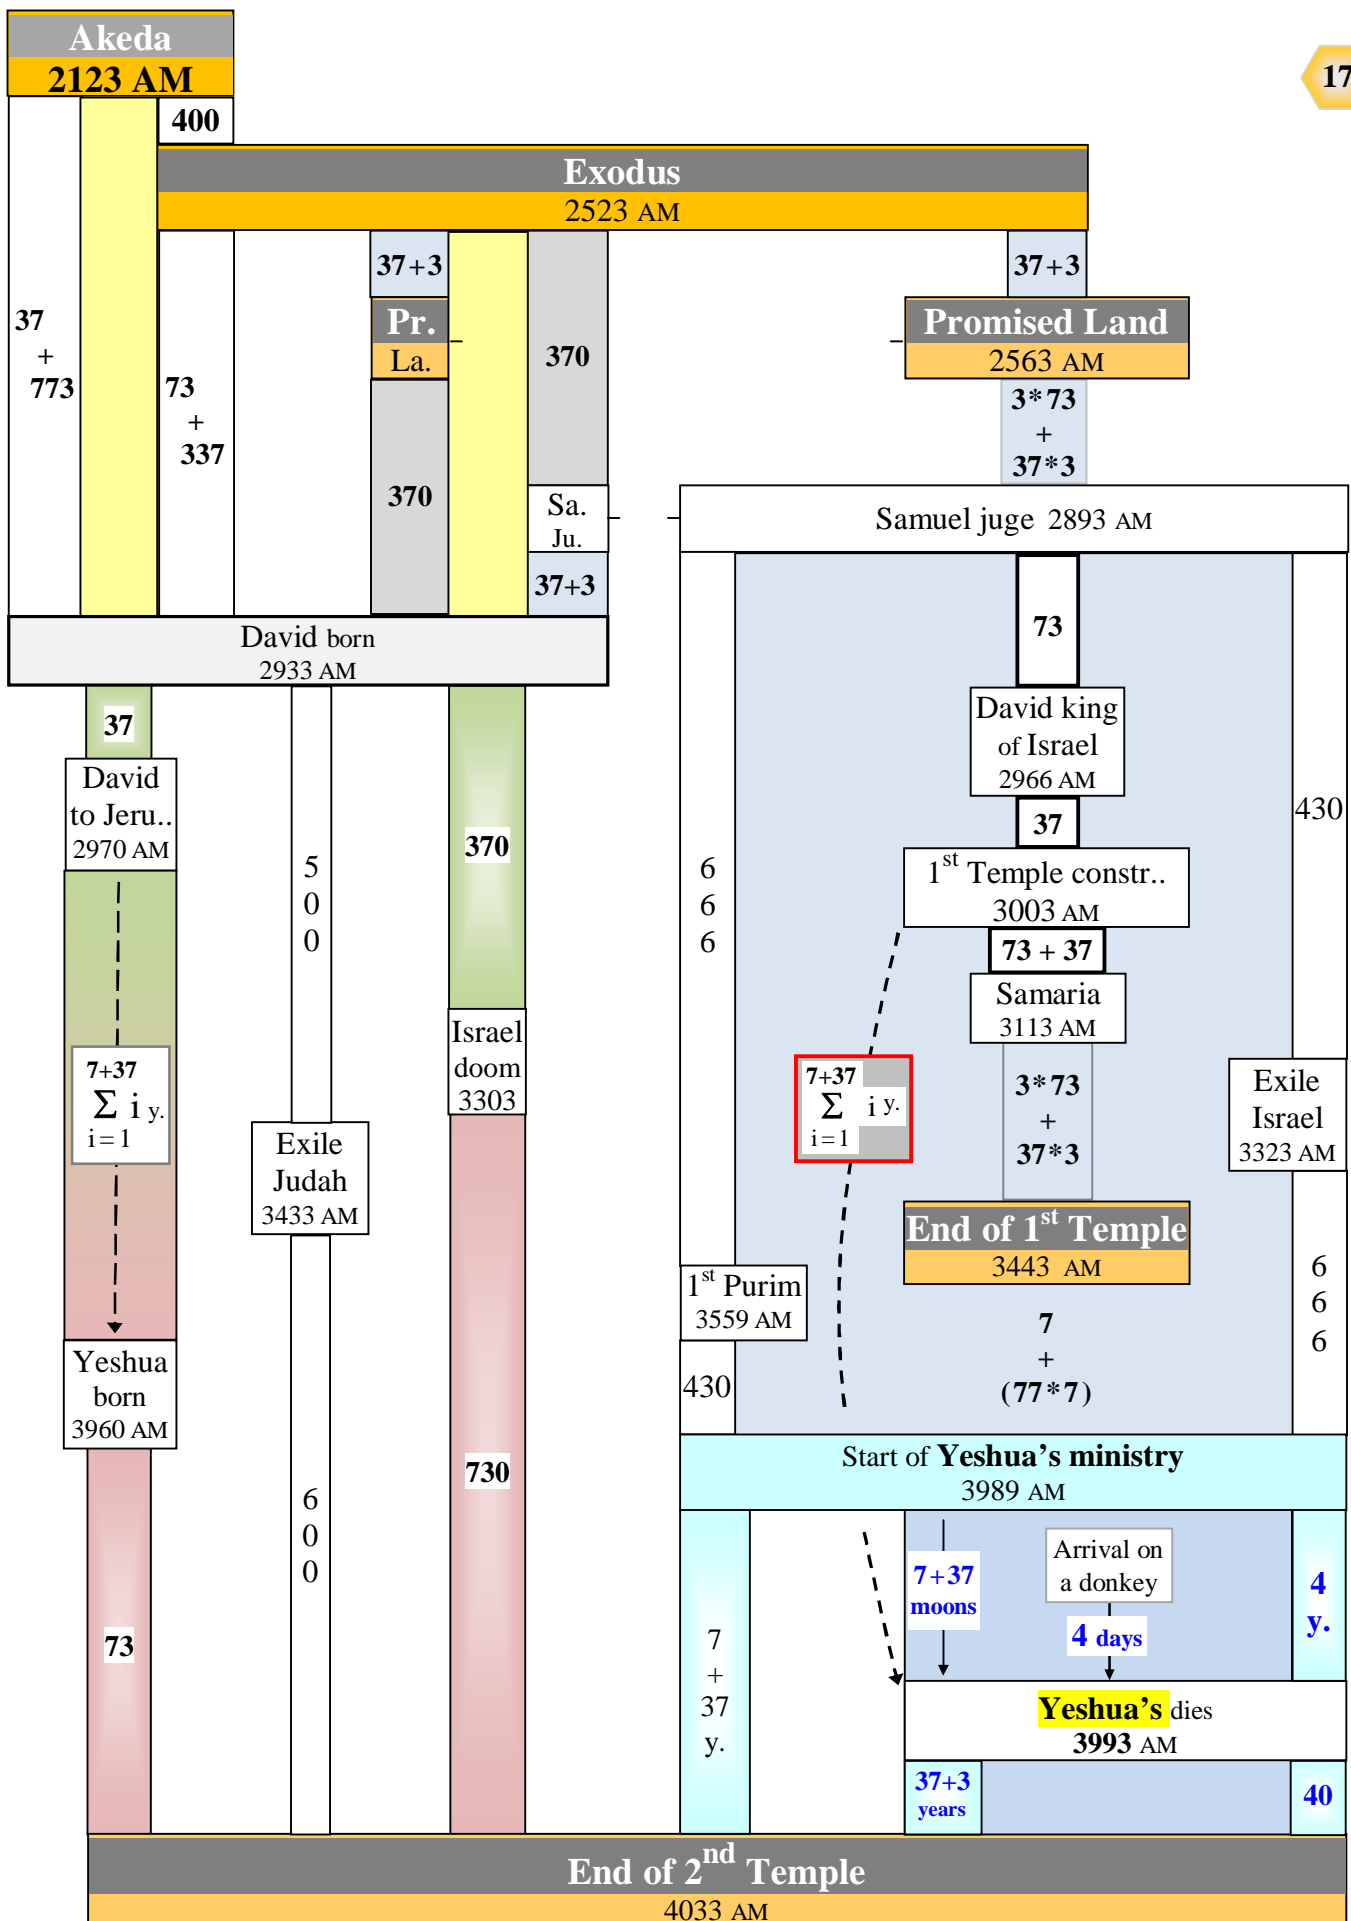 Akeda
2123 AM
17
400
Exodus
2523 AM
37+3
37+3
37
+
773
Pr.
La.
370
Promised Land
2563 AM
73
+
337
3*73
+
37*3
370
Sa.
Ju.
Samuel juge 2893 AM
37+3
David born
2933 AM
73
37
David king
of Israel
2966 AM
David
to Jeru..
2970 AM
37
430
370
5
0
0
6
6
6
1st Temple constr..
3003 AM
73 + 37
Samaria
3113 AM
Israel
doom
3303
7+37
Σ i y.
i = 1
7+37
Σ i y.
i = 1
3*73
+
37*3
Exile
Israel
3323 AM
Exile
Judah
3433 AM
End of 1st Temple
3443 AM
1st Purim
3559 AM
6
6
6
7
+
(77*7)
Yeshua
born
3960 AM
430
Start of Yeshua's ministry
3989 AM
730
6
0
0
7+37
moons
Arrival on
a donkey
4
y.
73
7
+
37
y.
4 days
Yeshua's dies
3993 AM
37+3
years
40
End of 2nd Temple
4033 AM